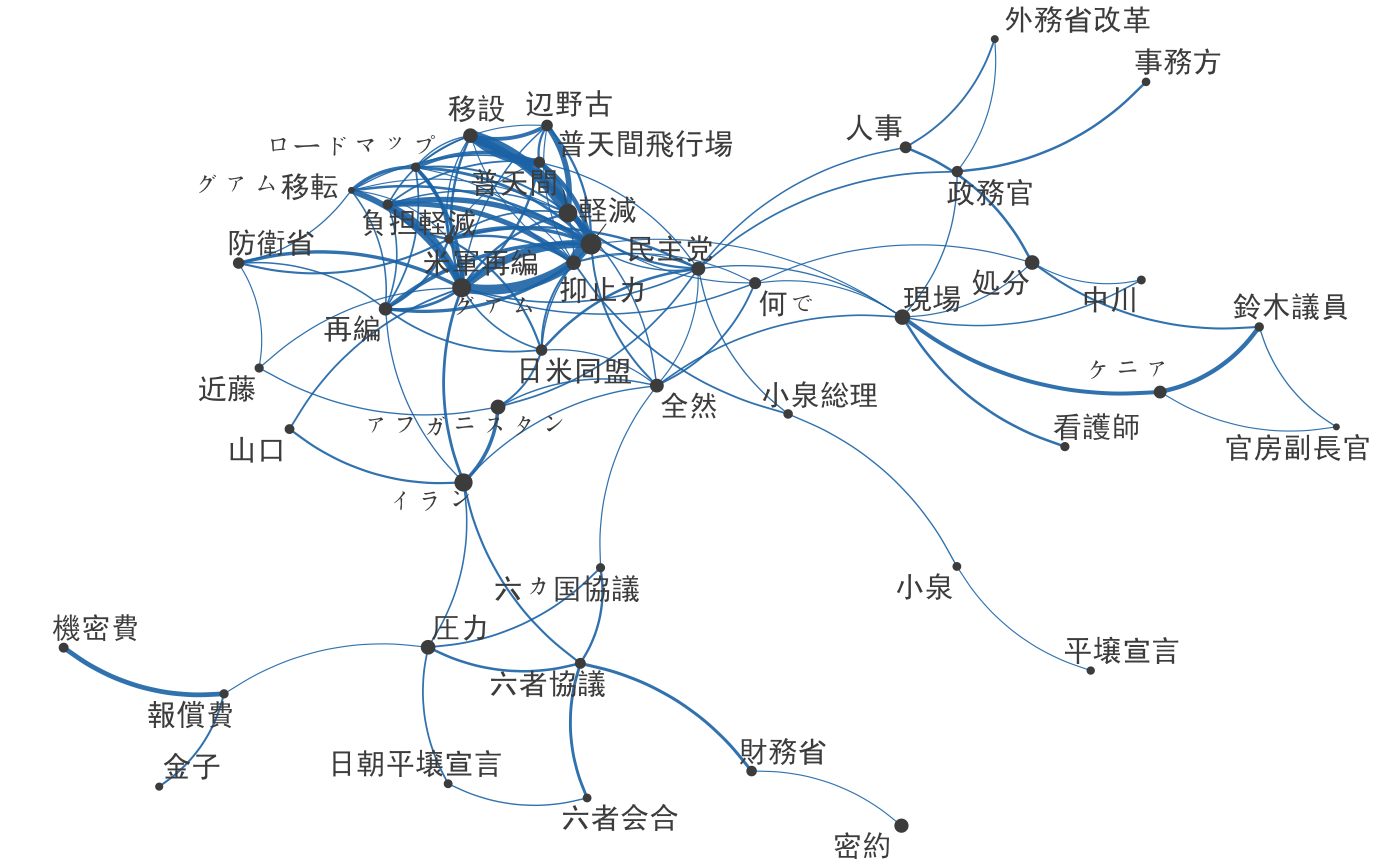 外務省改革
事務方
移設
辺野古
人事
ロードマップ
普天間飛行場
グアム移転
普天間
政務官
負担軽減
軽減
防衛省
米軍再編
民主党
抑止力
何で
現場
処分
中川
グアム
鈴木議員
再編
日米同盟
ケニア
近藤
全然
小泉総理
アフガニスタン
看護師
山口
官房副長官
イラン
六カ国協議
小泉
機密費
圧力
平壌宣言
六者協議
報償費
金子
日朝平壌宣言
財務省
六者会合
密約